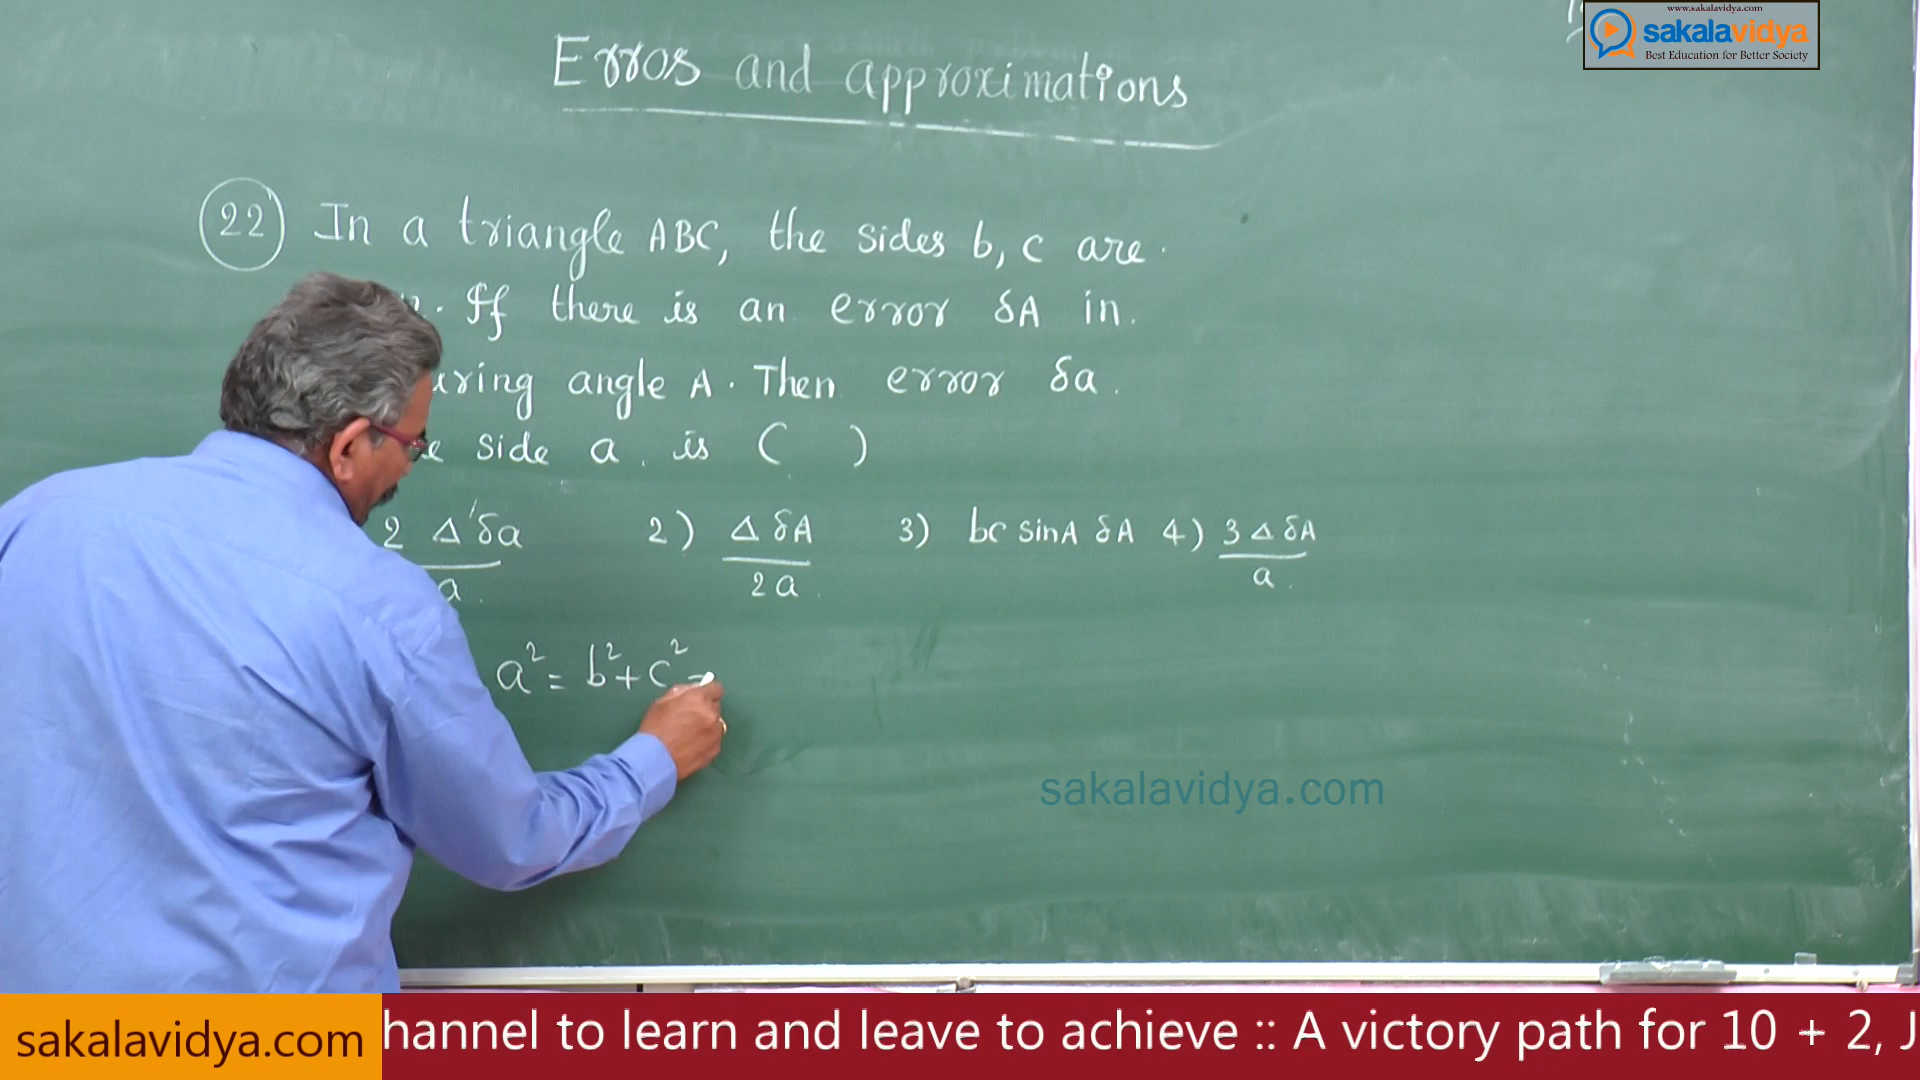 www.sakalavidya.com
sakalavidya
Best Education for Better Society
Erros and approximations
22) In a triangle ABC, the sides b, c are
. If there is an error δA in.
angle A. Then error δa.
side a is ( )
2 Δ δa / a 2) Δ δA / 2a 3) bc sinA δA 4) 3 Δ δA / a
a² = b² + c² -
sakalavidya.com
sakalavidya.com
hannel to learn and leave to achieve :: A victory path for 10 + 2, J